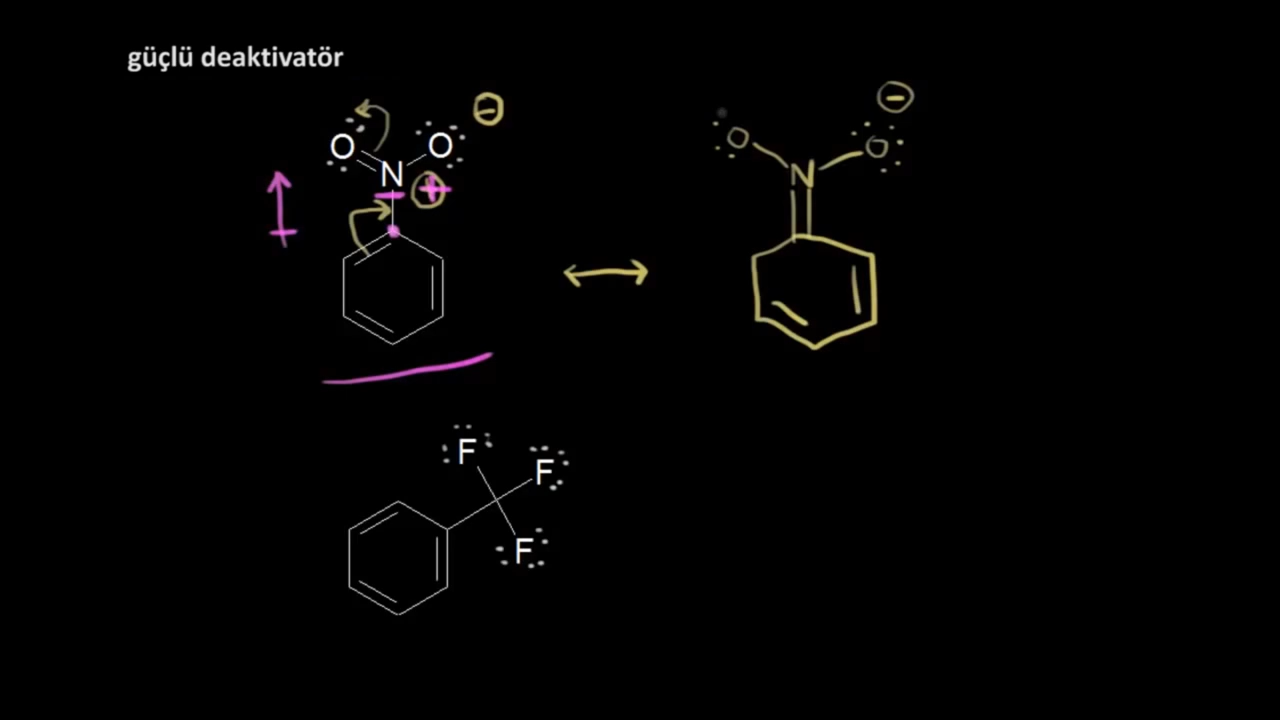 güçlü deaktivatör
− −
O O O O
N + N
F
F
F